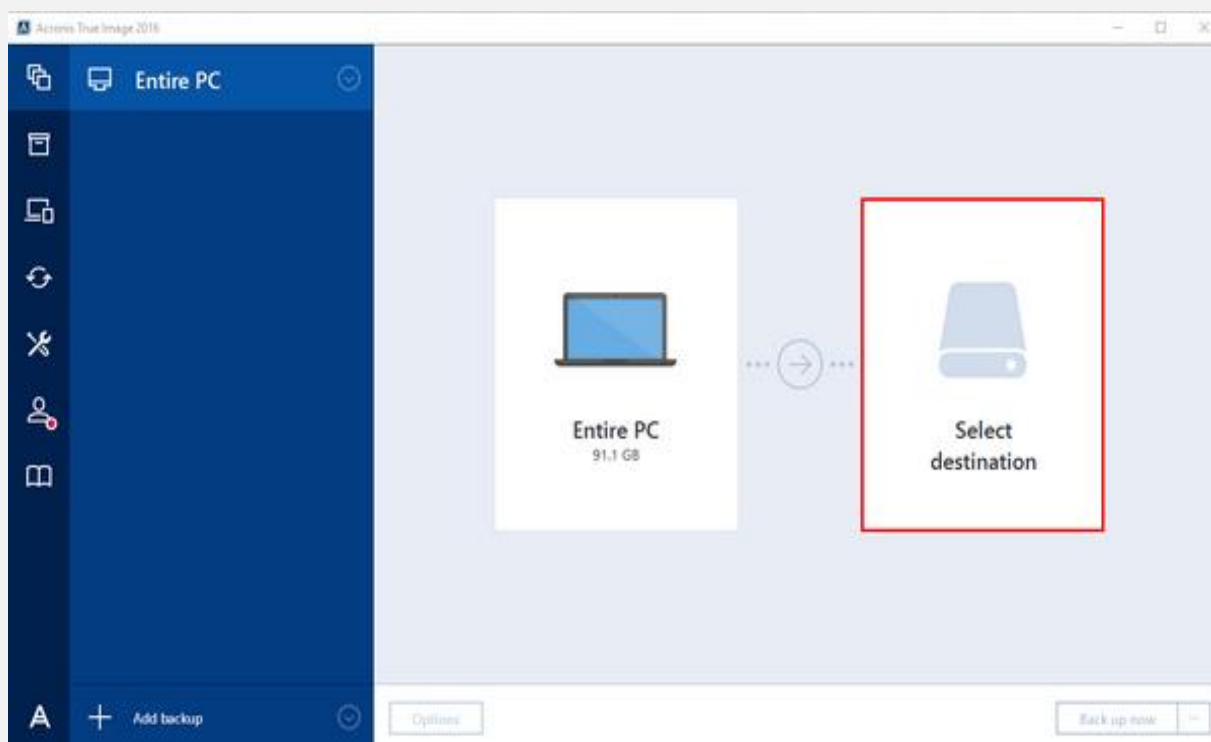 Acronis True Image 2016
Entire PC
Entire PC
91.1 GB
Select
destination
Add backup
Options
Back up now